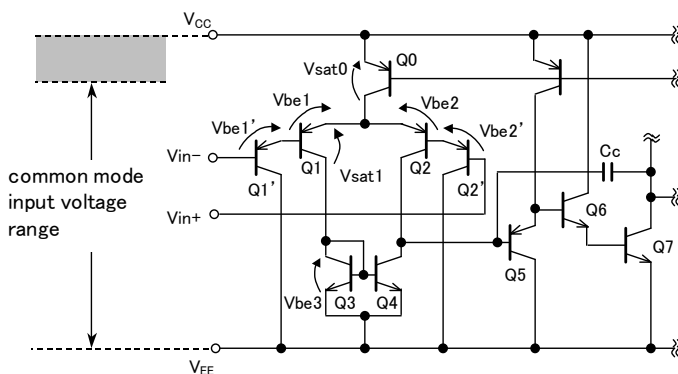 VCC
Vsat0
Q0
Vbe1
Vbe1'
Vbe2
Vbe2'
Vin-
Q1
Vsat1
Q2
Cc
Q1'
Q2'
common mode
input voltage
range
Vin+
Q6
Q5
Q7
Vbe3
Q3
Q4
VEE